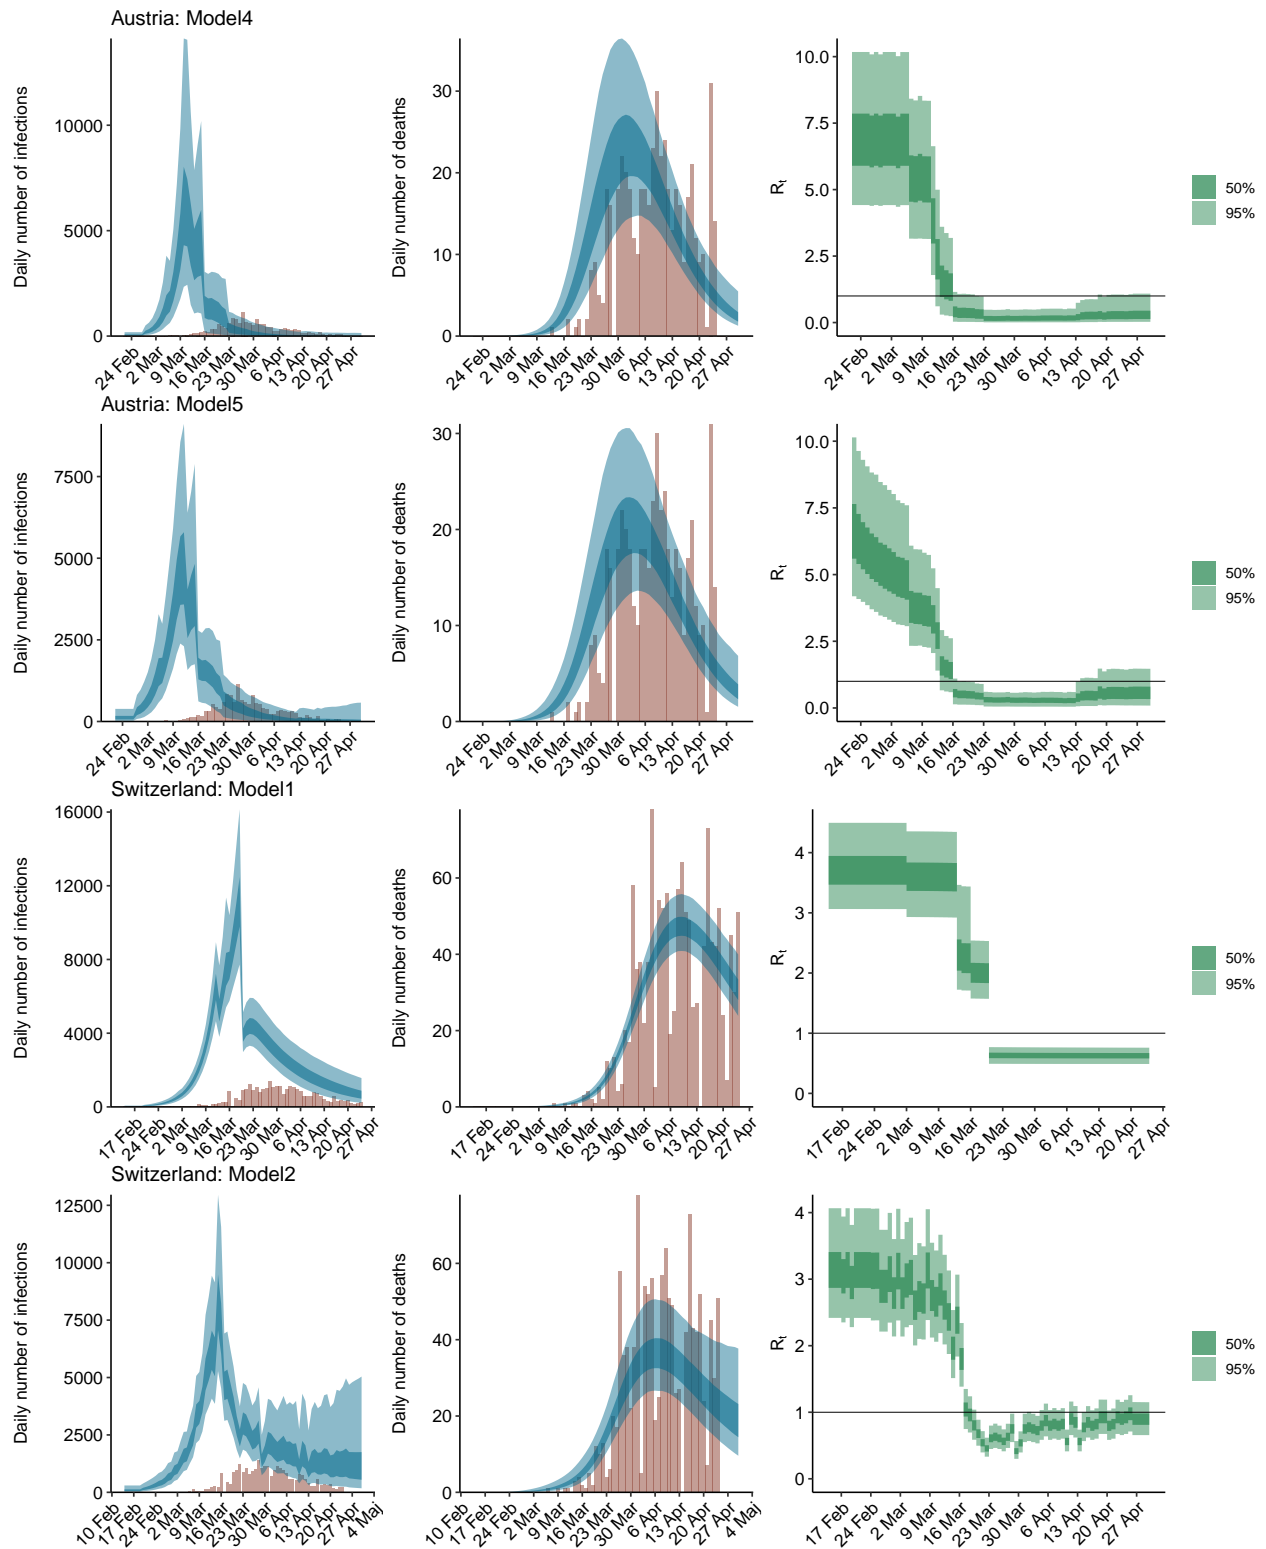 Austria: Model4
Daily number of infections
10000
5000
0
24 Feb 2 Mar 9 Mar 16 Mar 23 Mar 30 Mar 6 Apr 13 Apr 20 Apr 27 Apr
Daily number of deaths
30
20
10
0
24 Feb 2 Mar 9 Mar 16 Mar 23 Mar 30 Mar 6 Apr 13 Apr 20 Apr 27 Apr
Rt
10.0
7.5
5.0
2.5
0.0
24 Feb 2 Mar 9 Mar 16 Mar 23 Mar 30 Mar 6 Apr 13 Apr 20 Apr 27 Apr
50%
95%
Austria: Model5
Daily number of infections
7500
5000
2500
0
24 Feb 2 Mar 9 Mar 16 Mar 23 Mar 30 Mar 6 Apr 13 Apr 20 Apr 27 Apr
Daily number of deaths
30
20
10
0
24 Feb 2 Mar 9 Mar 16 Mar 23 Mar 30 Mar 6 Apr 13 Apr 20 Apr 27 Apr
Rt
10.0
7.5
5.0
2.5
0.0
24 Feb 2 Mar 9 Mar 16 Mar 23 Mar 30 Mar 6 Apr 13 Apr 20 Apr 27 Apr
50%
95%
Switzerland: Model1
Daily number of infections
16000
12000
8000
4000
0
17 Feb 24 Feb 2 Mar 9 Mar 16 Mar 23 Mar 30 Mar 6 Apr 13 Apr 20 Apr 27 Apr
Daily number of deaths
60
40
20
0
17 Feb 24 Feb 2 Mar 9 Mar 16 Mar 23 Mar 30 Mar 6 Apr 13 Apr 20 Apr 27 Apr
Rt
4
3
2
1
0
17 Feb 24 Feb 2 Mar 9 Mar 16 Mar 23 Mar 30 Mar 6 Apr 13 Apr 20 Apr 27 Apr
50%
95%
Switzerland: Model2
Daily number of infections
12500
10000
7500
5000
2500
0
10 Feb 17 Feb 24 Feb 2 Mar 9 Mar 16 Mar 23 Mar 30 Mar 6 Apr 13 Apr 20 Apr 27 Apr 4 Maj
Daily number of deaths
60
40
20
0
10 Feb 17 Feb 24 Feb 2 Mar 9 Mar 16 Mar 23 Mar 30 Mar 6 Apr 13 Apr 20 Apr 27 Apr 4 Maj
Rt
4
3
2
1
0
17 Feb 24 Feb 2 Mar 9 Mar 16 Mar 23 Mar 30 Mar 6 Apr 13 Apr 20 Apr 27 Apr
50%
95%